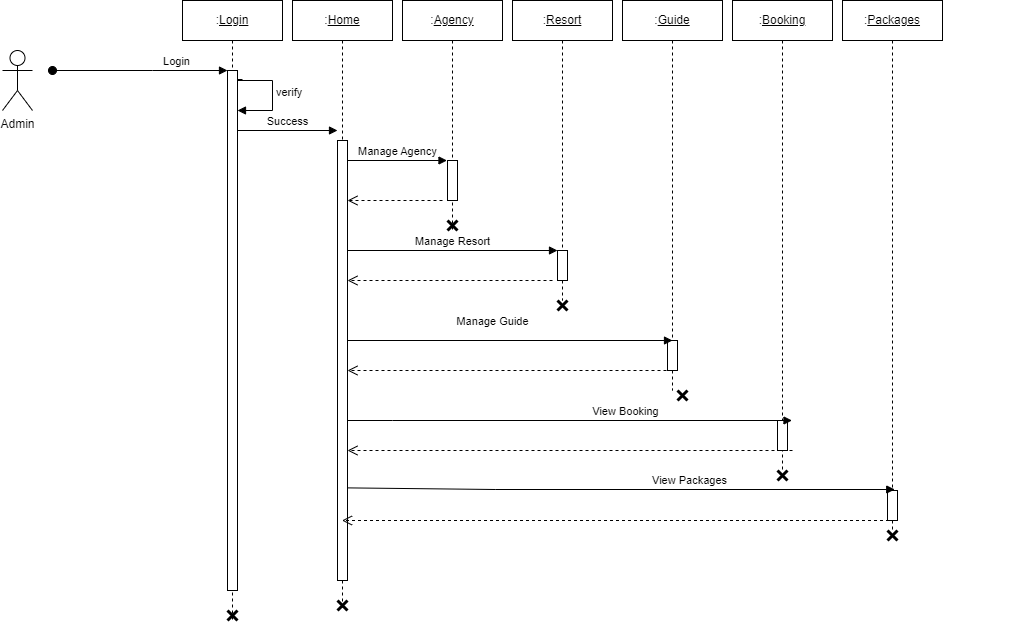 :Login
:Home
:Agency
:Resort
:Guide
:Booking
:Packages
Login
verify
Admin
Success
Manage Agency
Manage Resort
Manage Guide
View Booking
View Packages